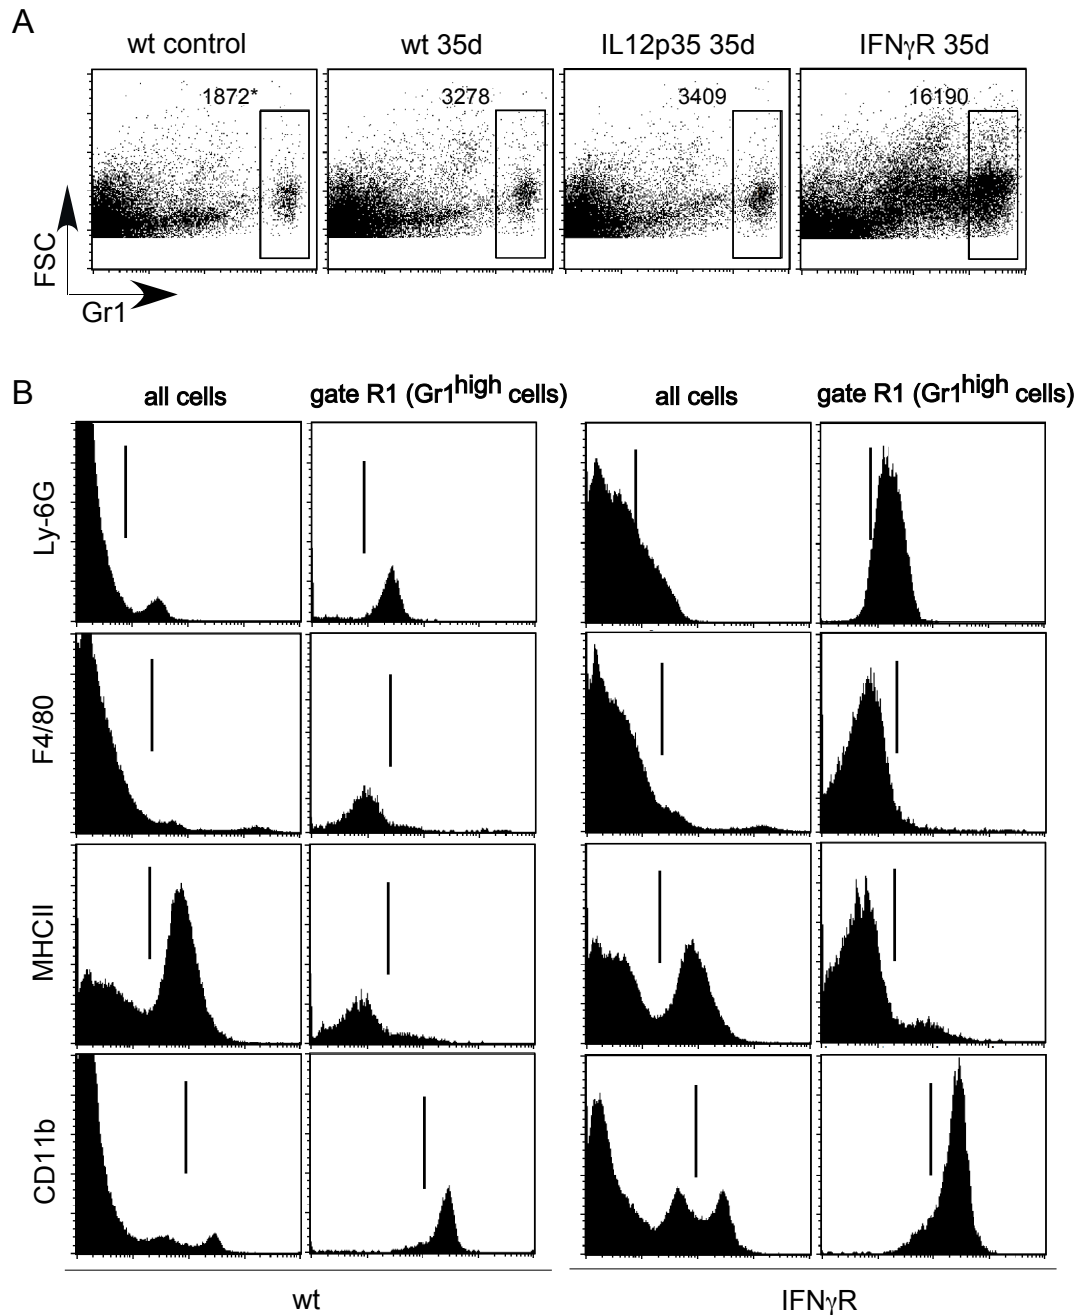 A
wt control
wt 35d
IL12p35 35d
IFNγR 35d
1872*
3278
3409
16190
FSC
Gr1
B
all cells
gate R1 (Gr1high cells)
all cells
gate R1 (Gr1high cells)
Ly-6G
F4/80
MHCII
CD11b
wt
IFNγR